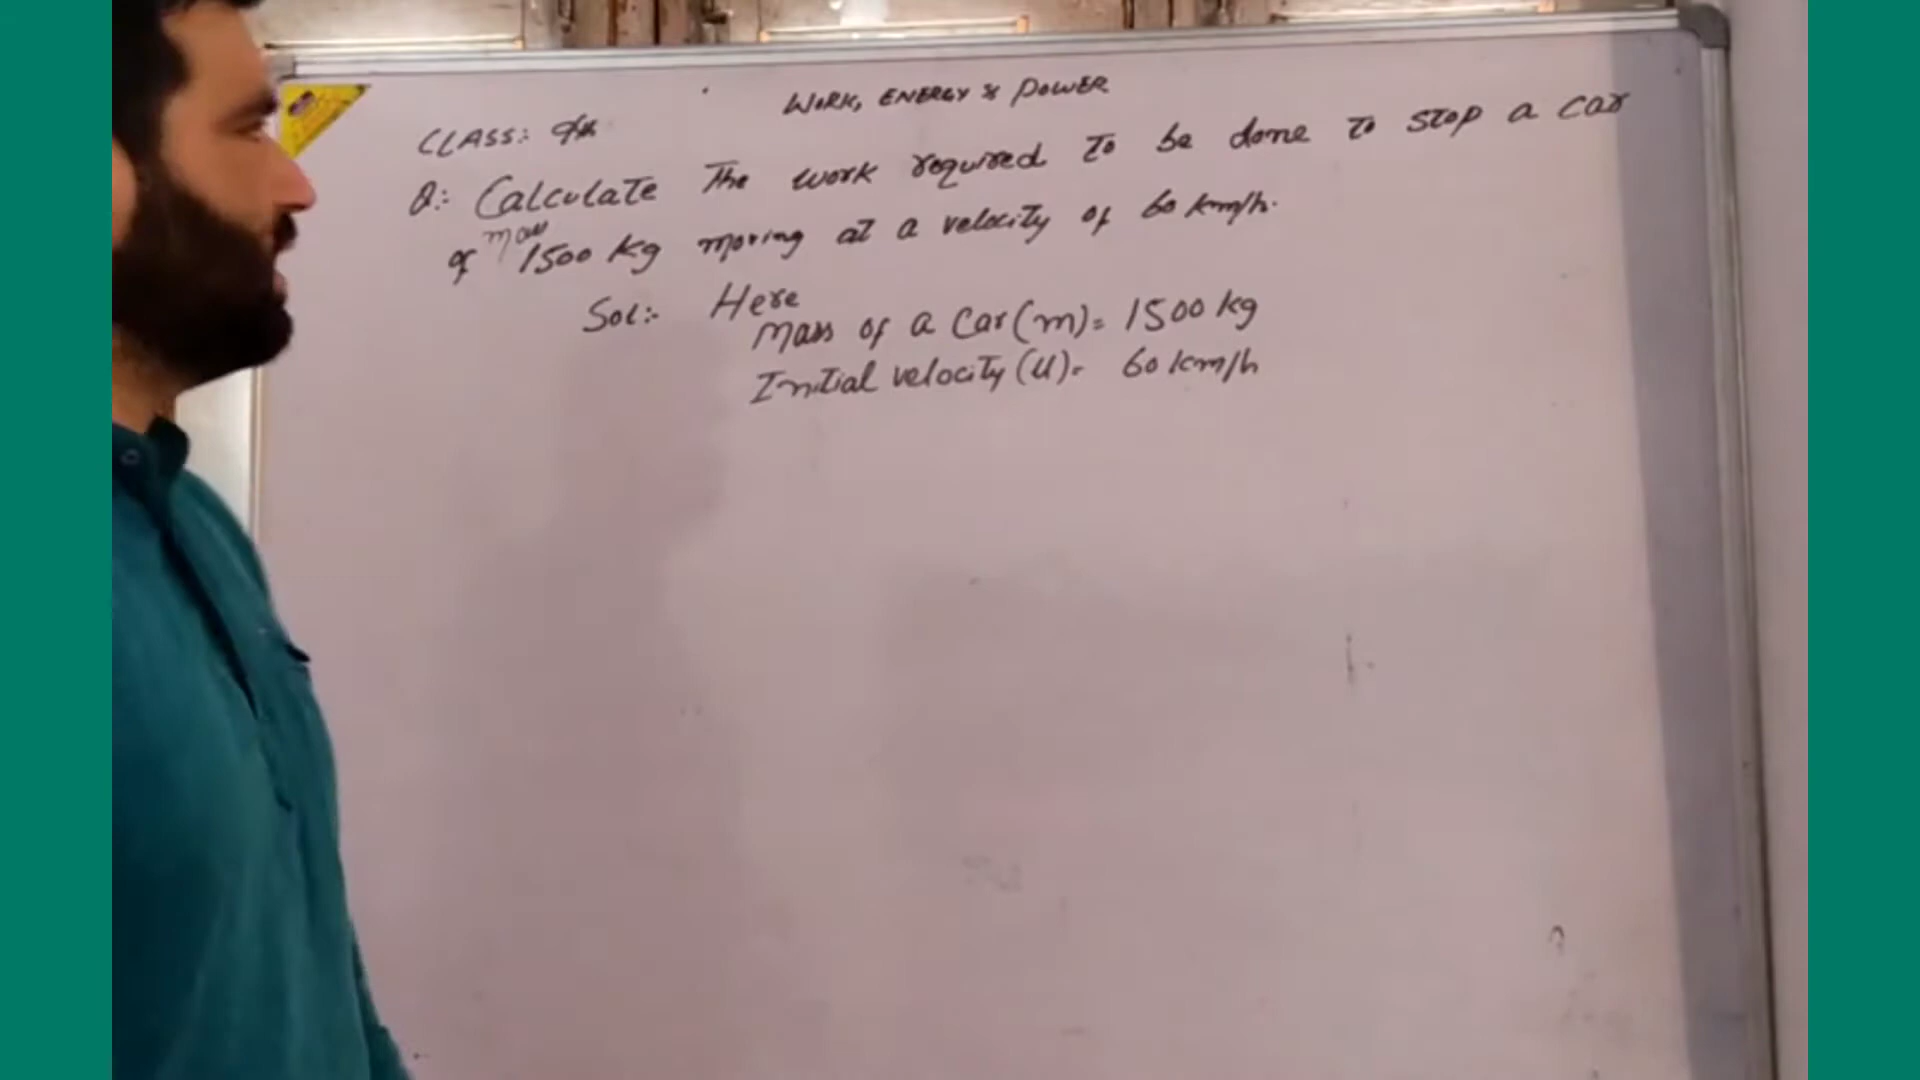 WORK, ENERGY & POWER
CLASS: 9th
Q:- Calculate The work required To be done To stop a car
of mass 1500 kg moving at a velocity of 60 km/h.
Sol:- Here
Mass of a Car (m) = 1500 kg
Initial velocity (u) = 60 km/h